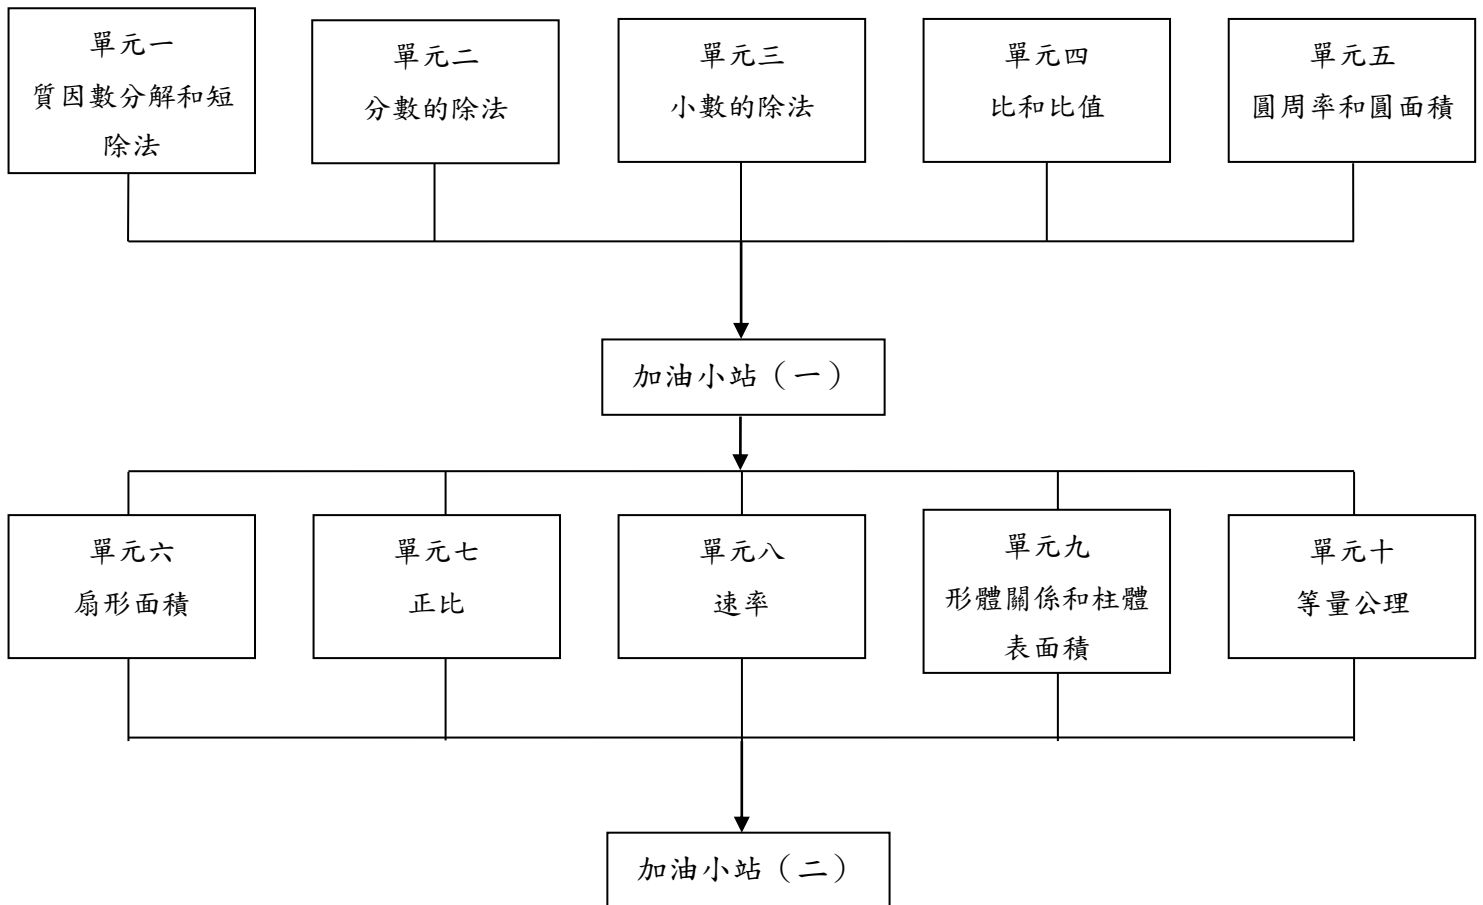 單元一
質因數分解和短
除法
單元二
分數的除法
單元三
小數的除法
單元四
比和比值
單元五
圓周率和圓面積
加油小站（一）
單元六
扇形面積
單元七
正比
單元八
速率
單元九
形體關係和柱體
表面積
單元十
等量公理
加油小站（二）